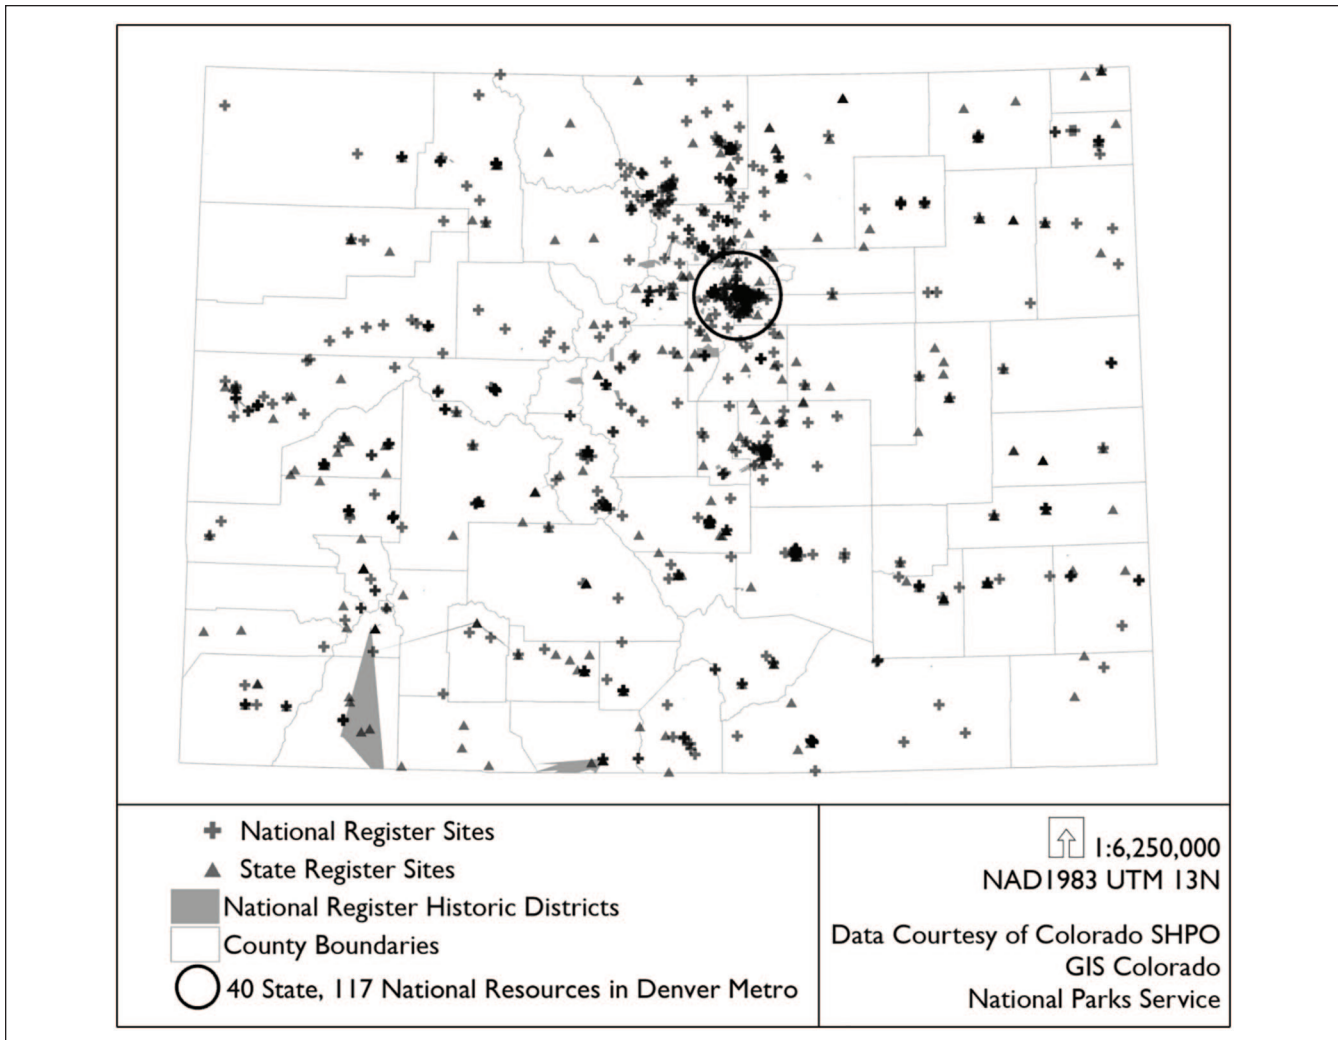 National Register Sites
State Register Sites
National Register Historic Districts
County Boundaries
40 State, 117 National Resources in Denver Metro
1:6,250,000
NAD1983 UTM 13N
Data Courtesy of Colorado SHPO
GIS Colorado
National Parks Service